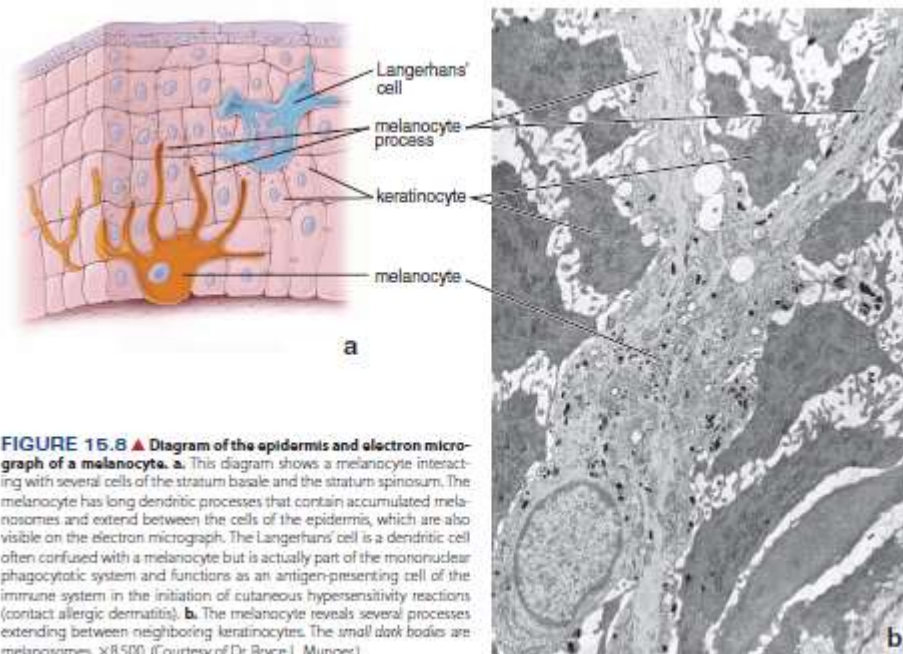 Langerhans'
cell
melanocyte
process
keratinocyte
melanocyte
a
b
FIGURE 15.8 ▲ Diagram of the epidermis and electron micro-
graph of a melanocyte. a. This diagram shows a melanocyte interact-
ing with several cells of the stratum basale and the stratum spinosum. The
melanocyte has long dendritic processes that contain accumulated mela-
nosomes and extend between the cells of the epidermis, which are also
visible on the electron micrograph. The Langerhans' cell is a dendritic cell
often confused with a melanocyte but is actually part of the mononuclear
phagocytotic system and functions as an antigen-presenting cell of the
immune system in the initiation of cutaneous hypersensitivity reactions
(contact allergic dermatitis). b. The melanocyte reveals several processes
extending between neighboring keratinocytes. The small dark bodies are
melanosomes. ×8,500. (Courtesy of Dr. Bryce L. Munger.)